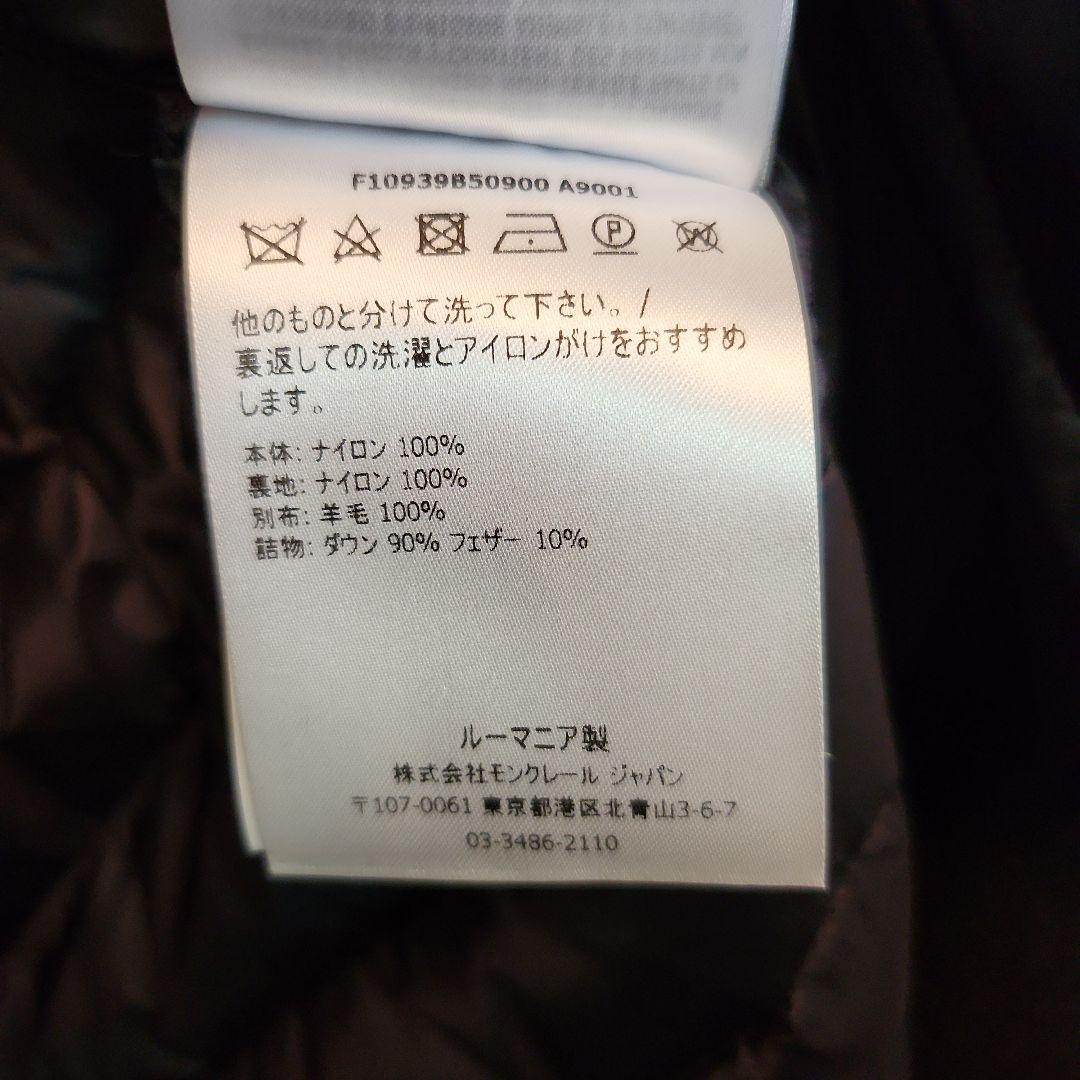 F10939B50900 A9001
P
W
他のものと分けて洗って下さい。/
裏返しての洗濯とアイロンがけをおすすめ
します。
本体: ナイロン 100%
裏地: ナイロン 100%
別布: 羊毛 100%
詰物: ダウン 90% フェザー 10%
ルーマニア製
株式会社モンクレール ジャパン
〒107-0061 東京都港区北青山3-6-7
03-3486-2110